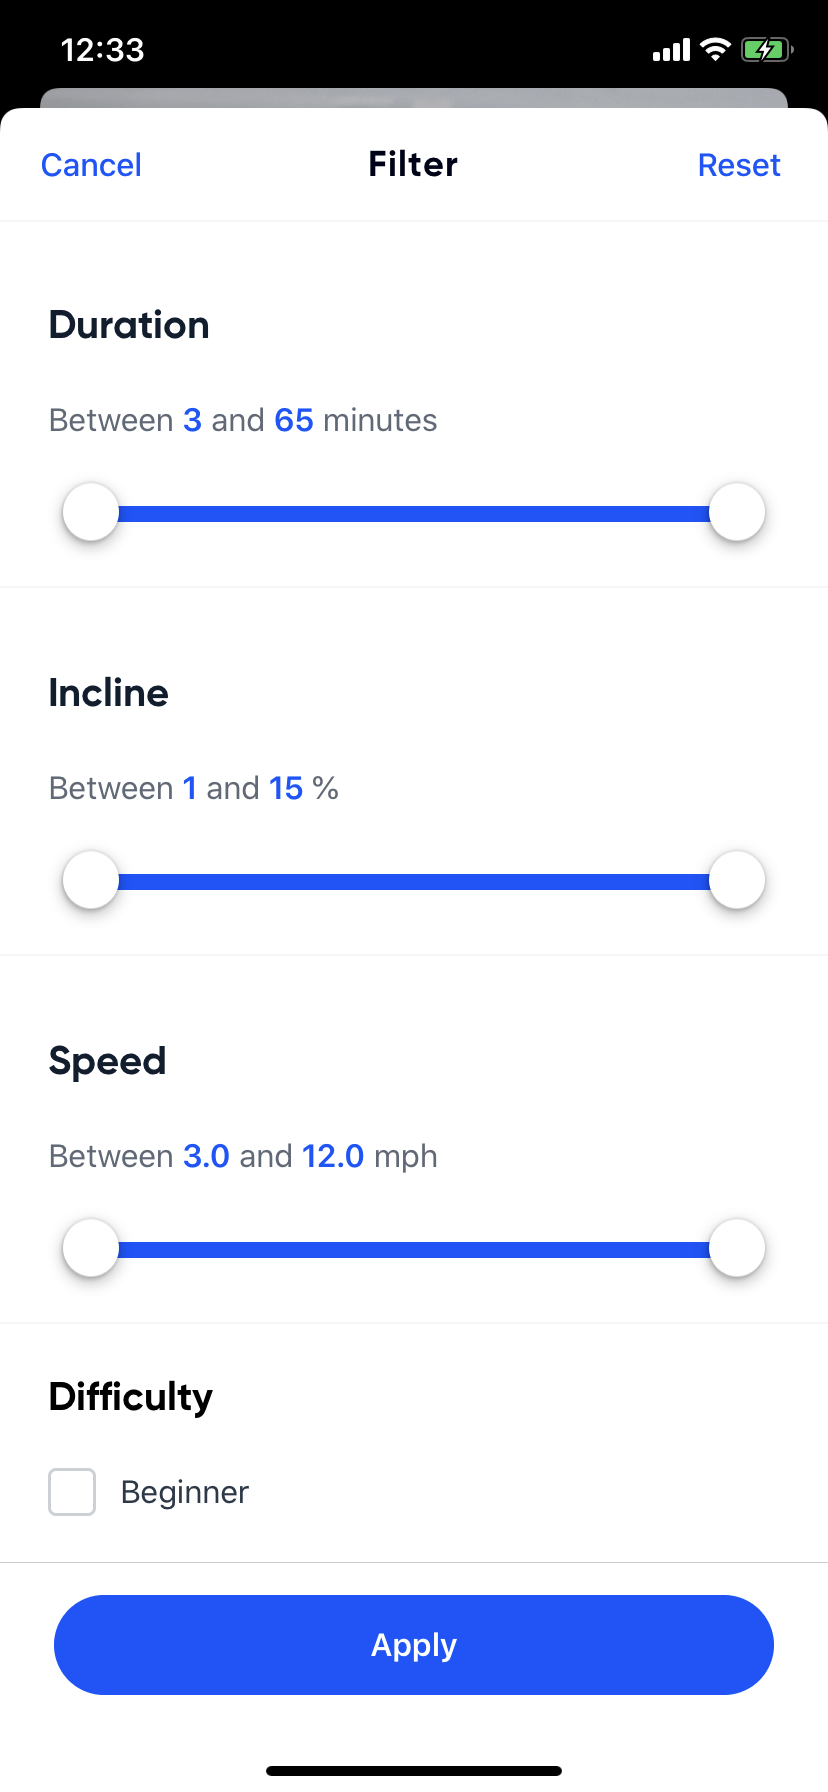 12:33
Cancel Filter Reset
Duration
Between 3 and 65 minutes
Incline
Between 1 and 15 %
Speed
Between 3.0 and 12.0 mph
Difficulty
Beginner
Apply